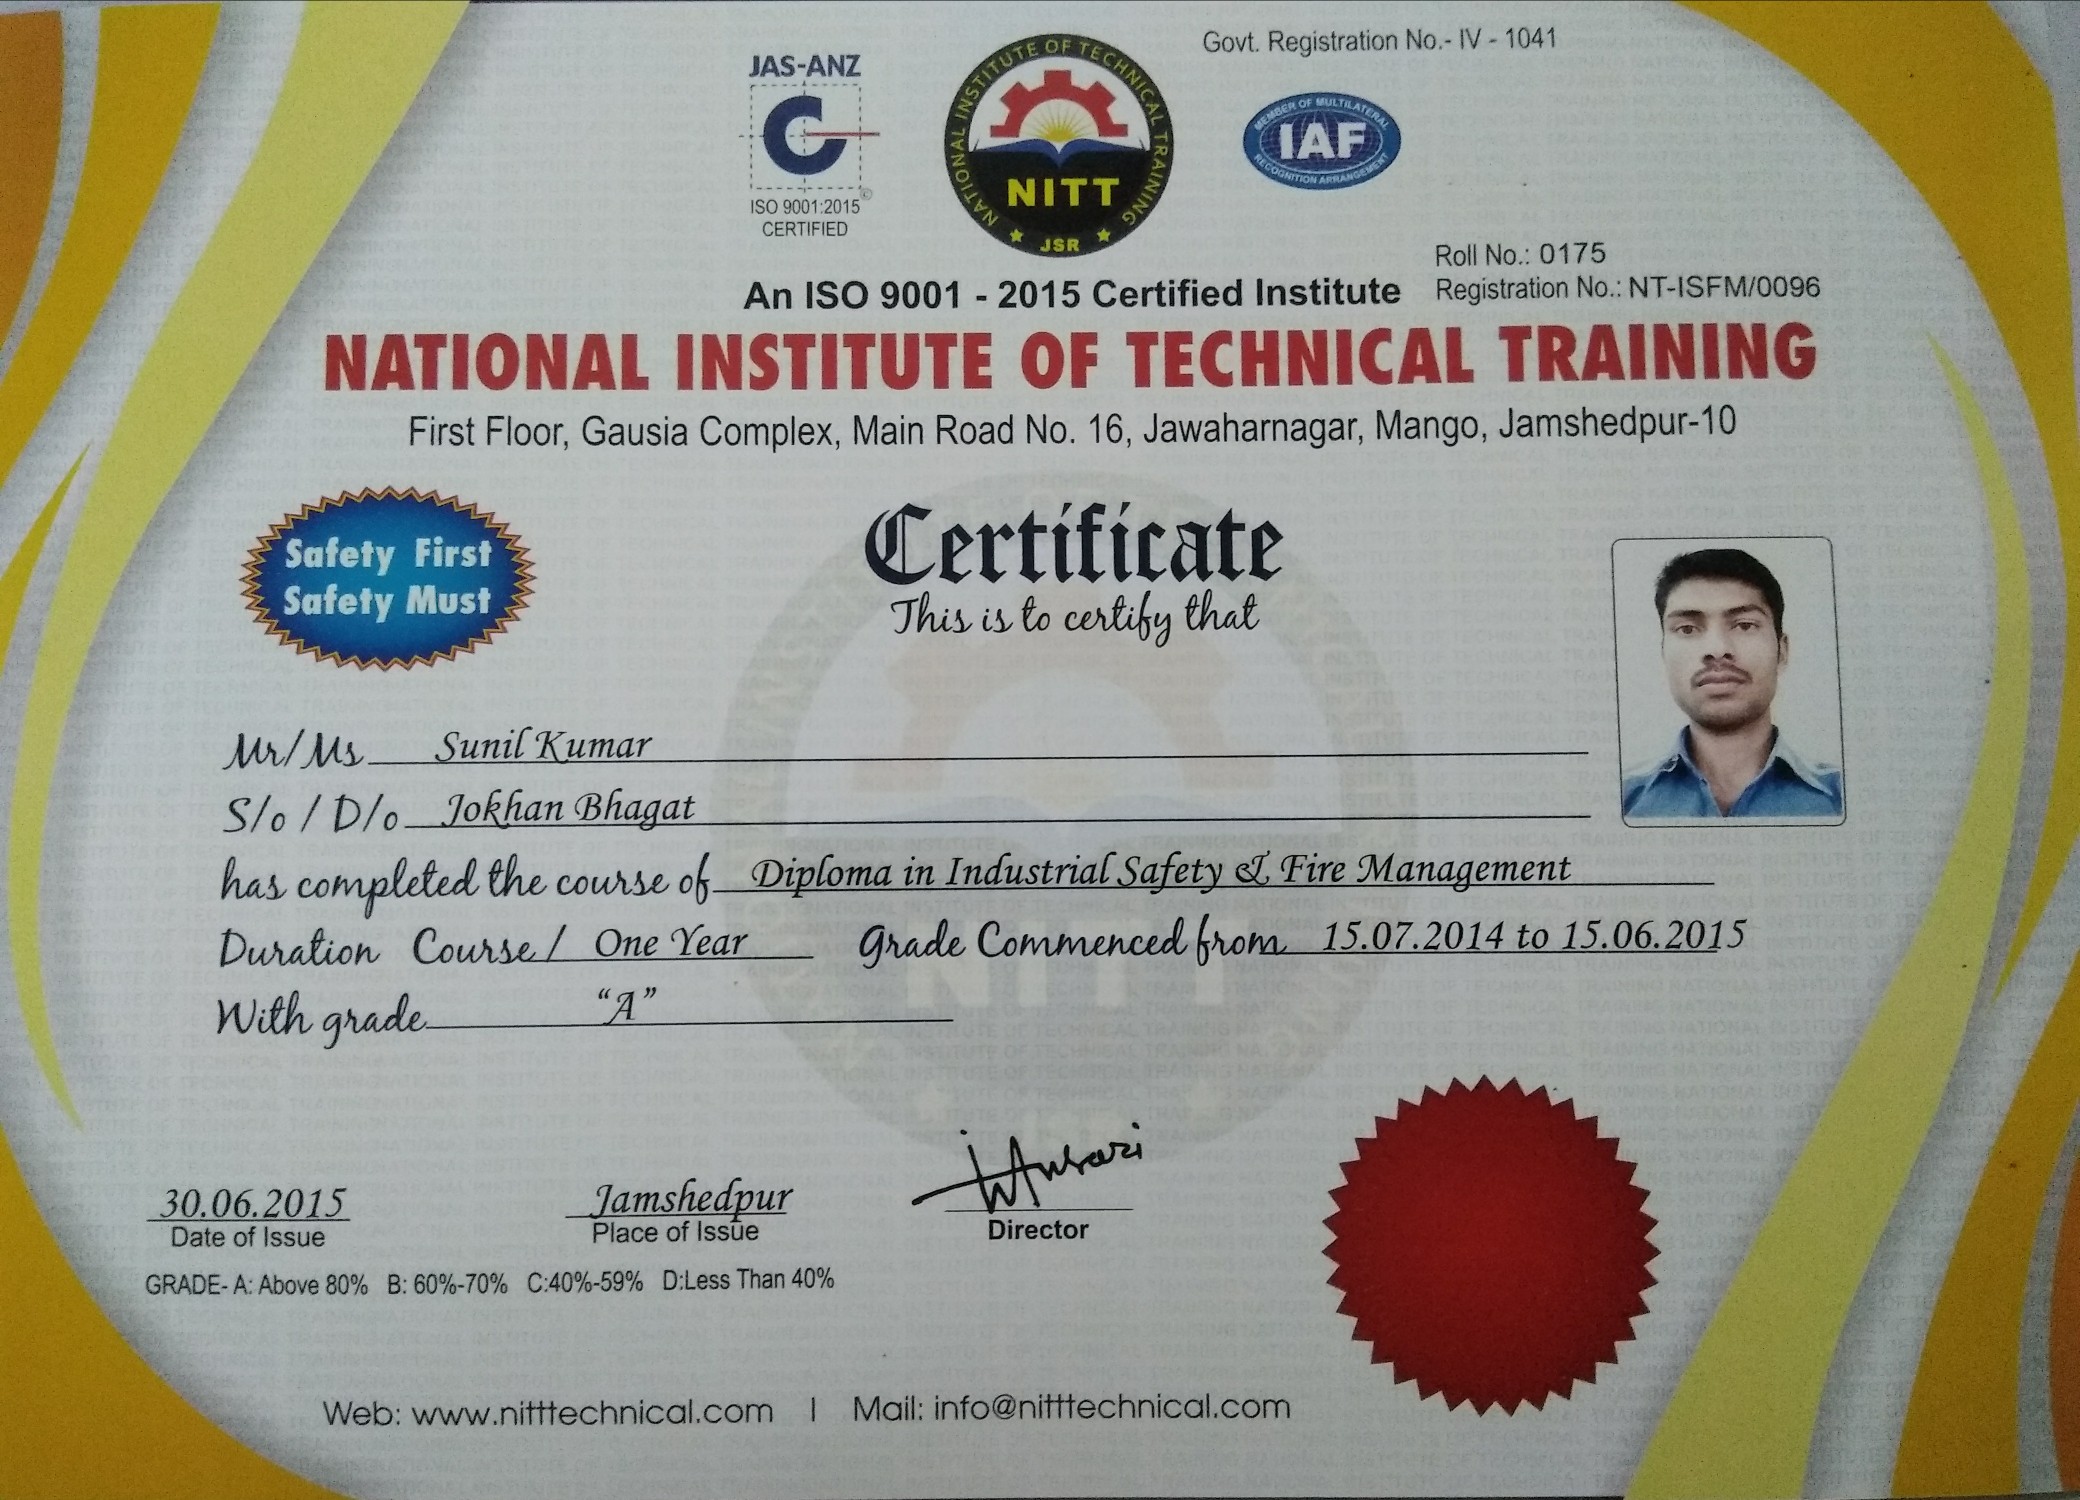 Govt. Registration No.- IV - 1041
JAS-ANZ
ISO 9001:2015
CERTIFIED
NATIONAL INSTITUTE OF TECHNICAL TRAINING
NITT
JSR
MEMBER OF MULTILATERAL
IAF
RECOGNITION ARRANGEMENT
Roll No.: 0175
An ISO 9001 - 2015 Certified Institute
Registration No.: NT-ISFM/0096
NATIONAL INSTITUTE OF TECHNICAL TRAINING
First Floor, Gausia Complex, Main Road No. 16, Jawaharnagar, Mango, Jamshedpur-10
Safety First
Safety Must
Certificate
This is to certify that
Mr/Ms Sunil Kumar
S/o / D/o Jokhan Bhagat
has completed the course of Diploma in Industrial Safety & Fire Management
Duration Course/ One Year Grade Commenced from 15.07.2014 to 15.06.2015
With grade "A"
30.06.2015 Jamshedpur
Date of Issue Place of Issue Director
GRADE- A: Above 80% B: 60%-70% C:40%-59% D:Less Than 40%
Web: www.nitttechnical.com | Mail: info@nitttechnical.com